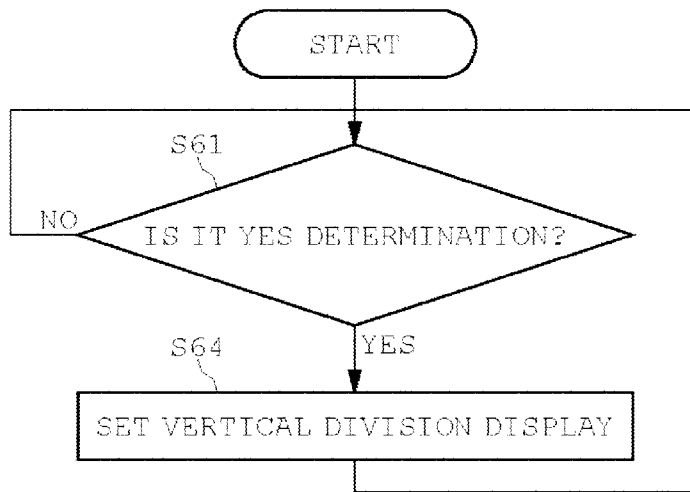 START
S61
NO
IS IT YES DETERMINATION?
YES
S64
SET VERTICAL DIVISION DISPLAY